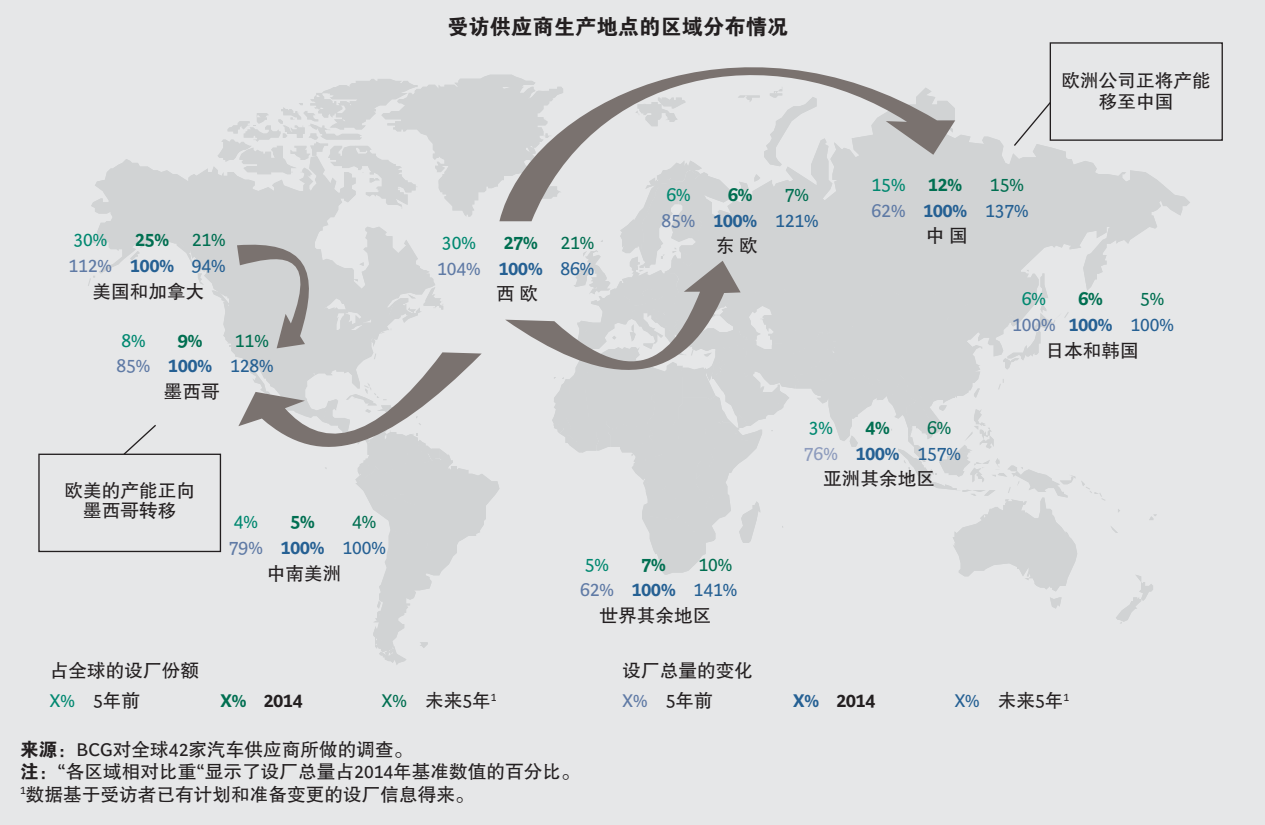 受访供应商生产地点的区域分布情况
欧洲公司正将产能
移至中国
15% 12% 15%
62% 100% 137%
中 国
6% 6% 7%
85% 100% 121%
东 欧
30% 27% 21%
104% 100% 86%
西 欧
30% 25% 21%
112% 100% 94%
美国和加拿大
8% 9% 11%
85% 100% 128%
墨西哥
6% 6% 5%
100% 100% 100%
日本和韩国
3% 4% 6%
76% 100% 157%
亚洲其余地区
欧美的产能正向
墨西哥转移
4% 5% 4%
79% 100% 100%
中南美洲
5% 7% 10%
62% 100% 141%
世界其余地区
占全球的设厂份额
X% 5年前 X% 2014 X% 未来5年¹
设厂总量的变化
X% 5年前 X% 2014 X% 未来5年¹
来源：BCG对全球42家汽车供应商所做的调查。
注：“各区域相对比重“显示了设厂总量占2014年基准数值的百分比。
¹数据基于受访者已有计划和准备变更的设厂信息得来。